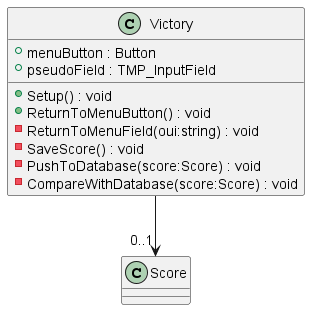 C Victory
menuButton : Button
pseudoField : TMP_InputField
Setup() : void
ReturnToMenuButton() : void
ReturnToMenuField(oui:string) : void
SaveScore() : void
PushToDatabase(score:Score) : void
CompareWithDatabase(score:Score) : void
0..1
C Score